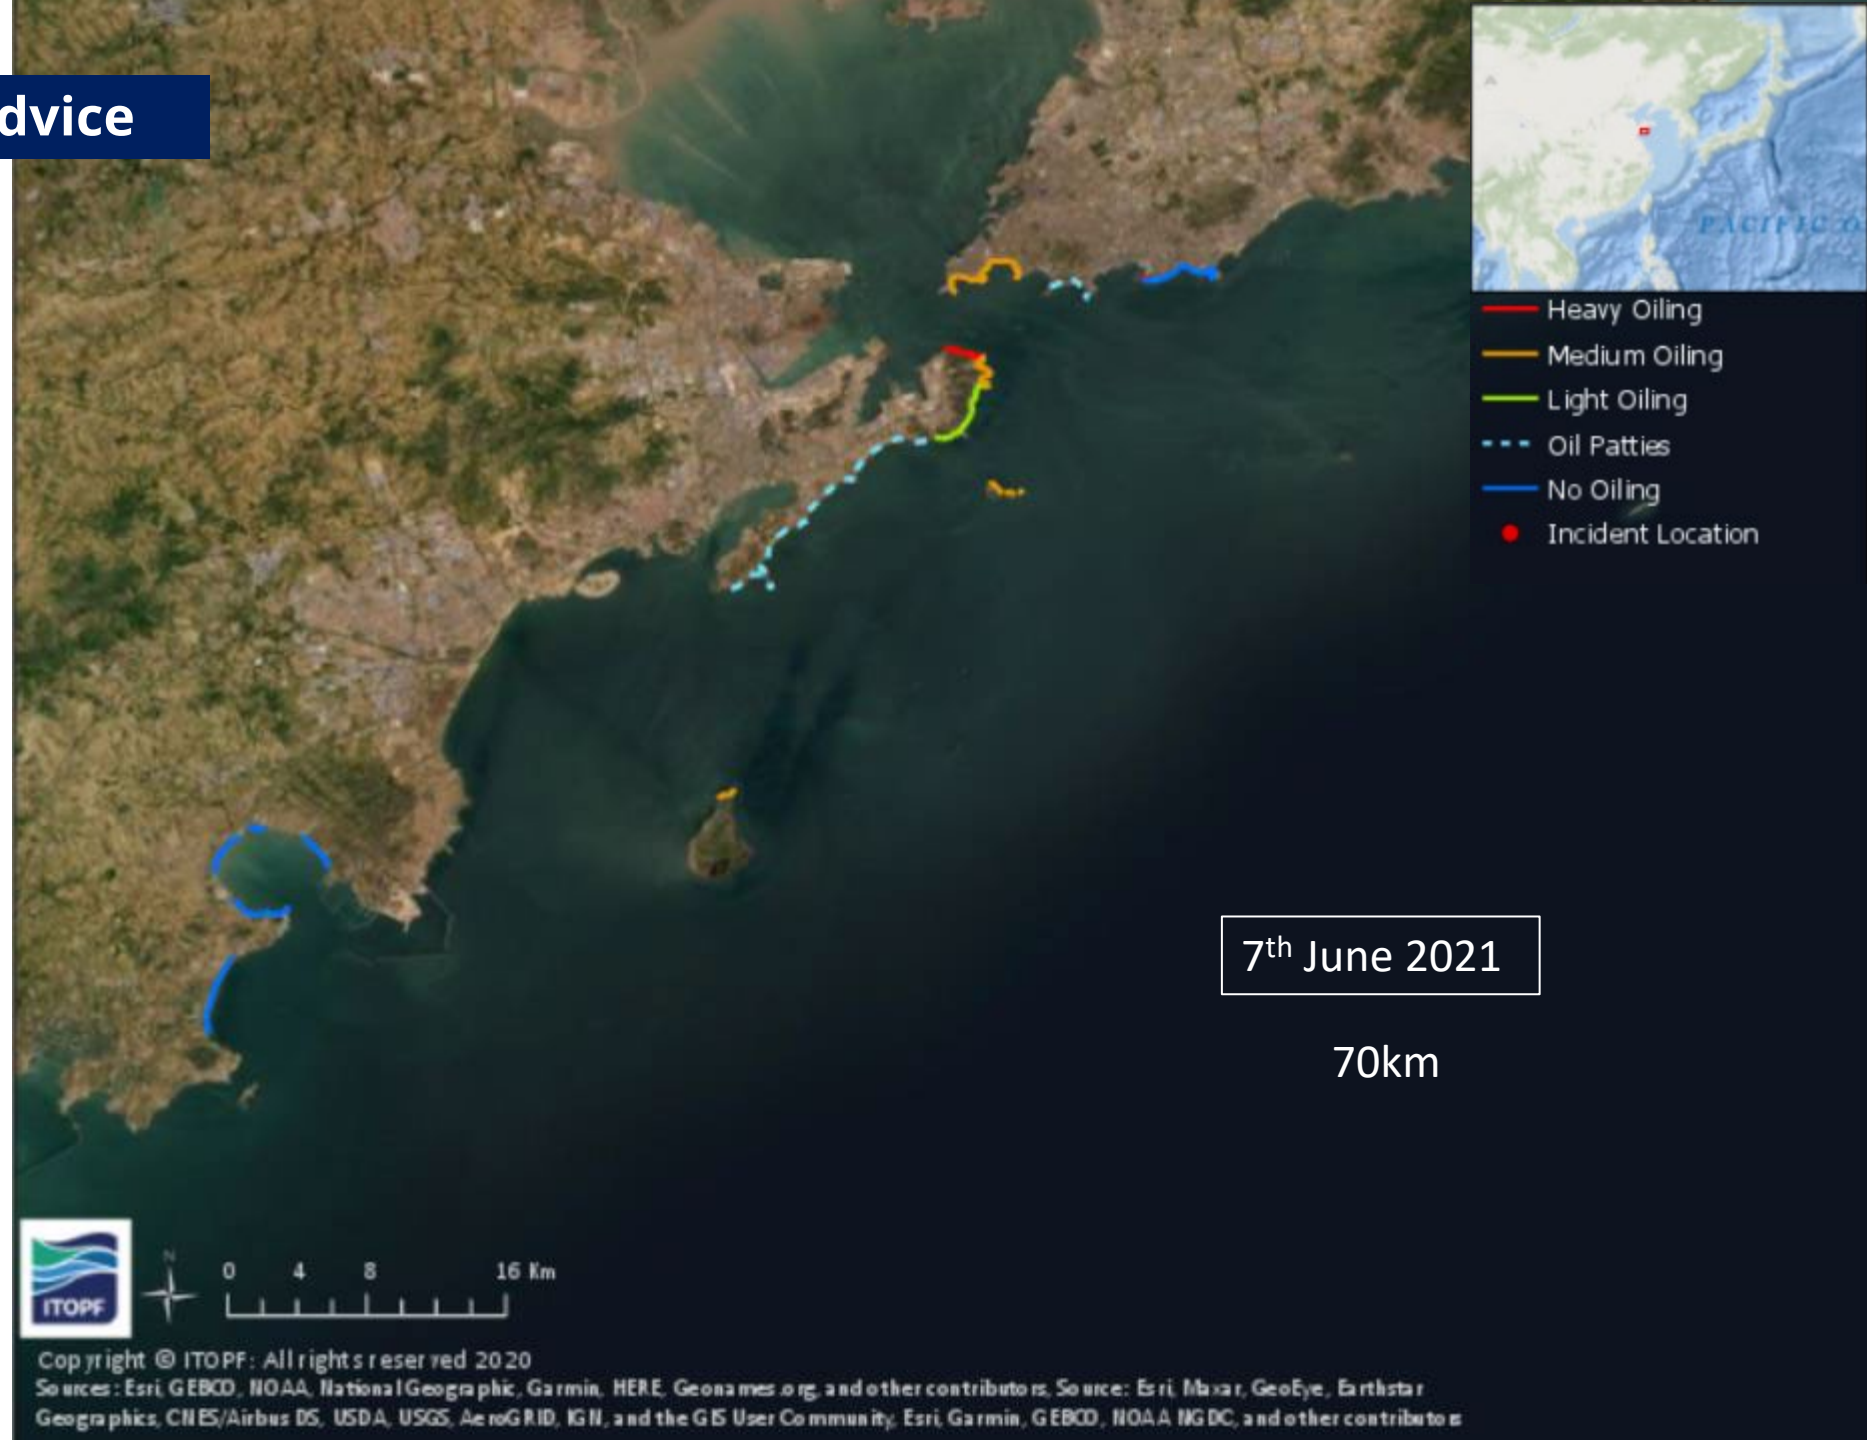 dvice
PACIFIC O
Heavy Oiling
Medium Oiling
Light Oiling
Oil Patties
No Oiling
Incident Location
7th June 2021
70km
N
0 4 8 16 Km
ITOPF
Copyright © ITOPF: All rights reserved 2020
Sources: Esri, GEBCO, NOAA, National Geographic, Garmin, HERE, Geonames.org, and other contributors, Source: Esri, Maxar, GeoEye, Earthstar
Geographics, CNES/Airbus DS, USDA, USGS, AeroGRID, IGN, and the GIS User Community, Esri, Garmin, GEBCO, NOAA NGDC, and other contributors